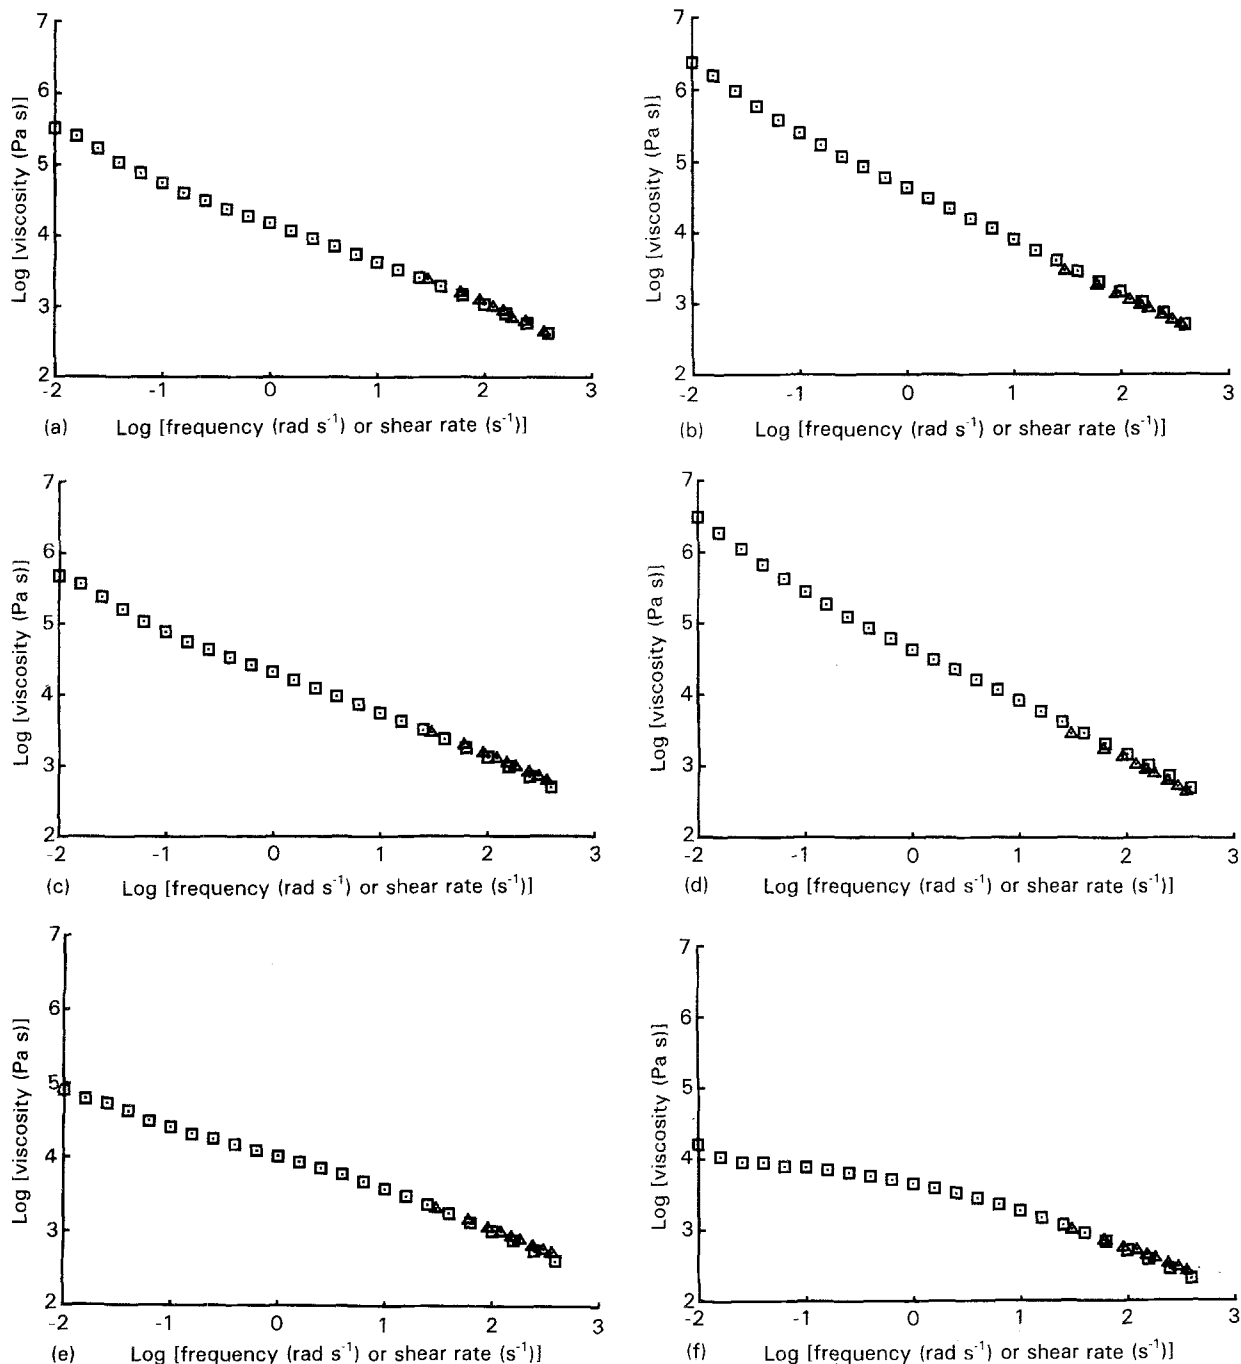 7
6
5
4
3
2
Log [viscosity (Pa s)]
-2 -1 0 1 2 3
(a) Log [frequency (rad s⁻¹) or shear rate (s⁻¹)]
7
6
5
4
3
2
Log [viscosity (Pa s)]
-2 -1 0 1 2 3
(b) Log [frequency (rad s⁻¹) or shear rate (s⁻¹)]
7
6
5
4
3
2
Log [viscosity (Pa s)]
-2 -1 0 1 2 3
(c) Log [frequency (rad s⁻¹) or shear rate (s⁻¹)]
7
6
5
4
3
2
Log [viscosity (Pa s)]
-2 -1 0 1 2 3
(d) Log [frequency (rad s⁻¹) or shear rate (s⁻¹)]
7
6
5
4
3
2
Log [viscosity (Pa s)]
-2 -1 0 1 2 3
(e) Log [frequency (rad s⁻¹) or shear rate (s⁻¹)]
7
6
5
4
3
2
Log [viscosity (Pa s)]
-2 -1 0 1 2 3
(f) Log [frequency (rad s⁻¹) or shear rate (s⁻¹)]